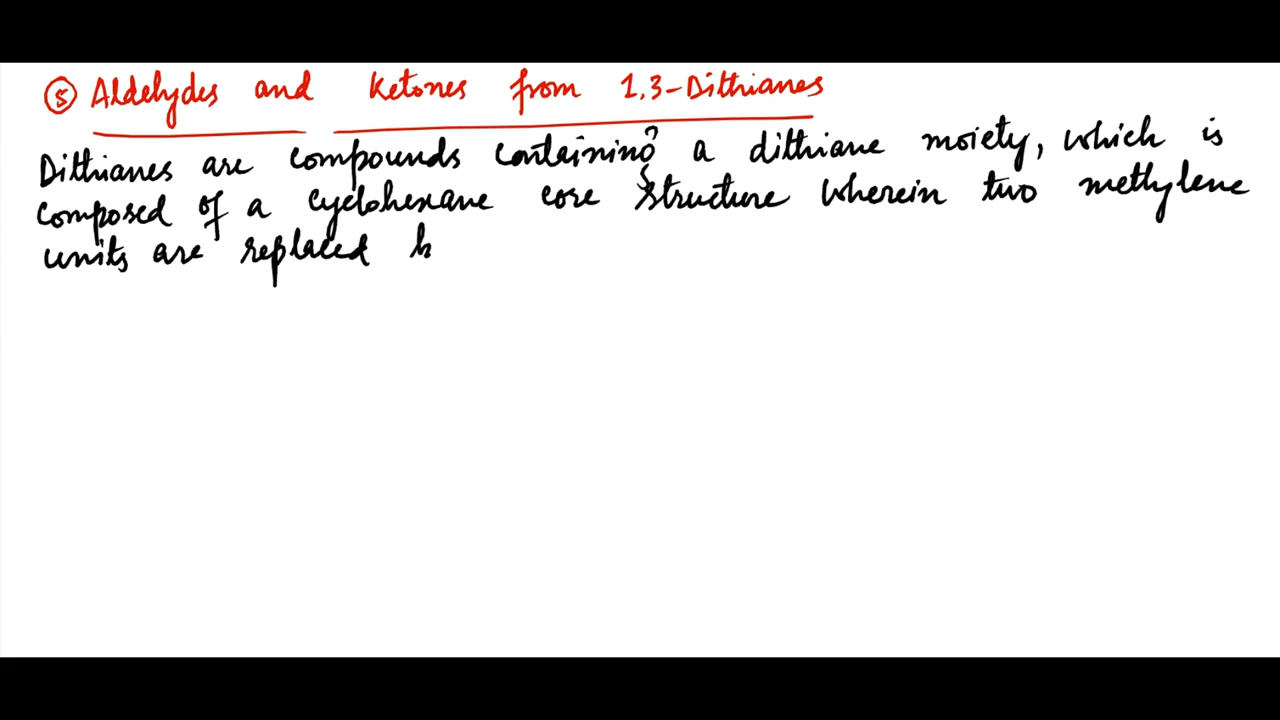 ⑤ Aldehydes and Ketones from 1,3-Dithianes
Dithianes are compounds containing a dithiane moiety, which is
composed of a cyclohexane core structure wherein two methylene
units are replaced b